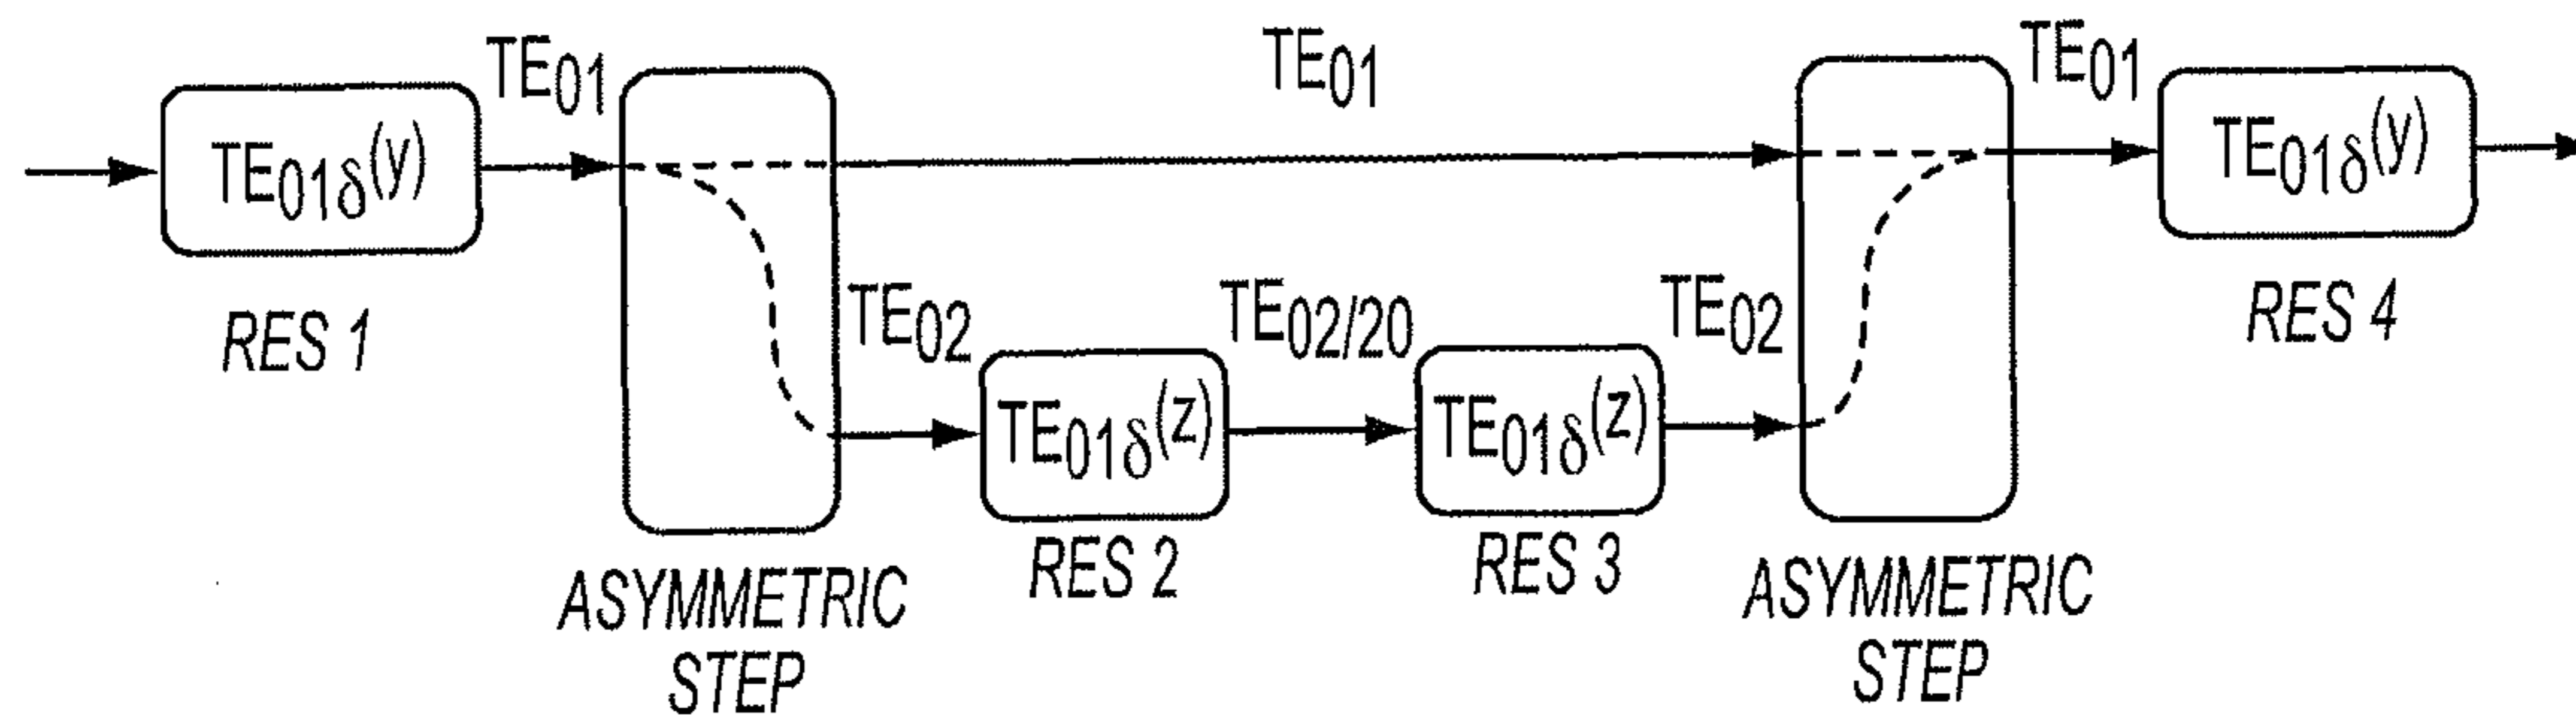 TE01
TE01
TE01
TE01δ(y)
TE01δ(y)
RES 1
TE02
TE02/20
TE02
RES 4
TE01δ(z)
TE01δ(z)
RES 2
RES 3
ASYMMETRIC
STEP
ASYMMETRIC
STEP